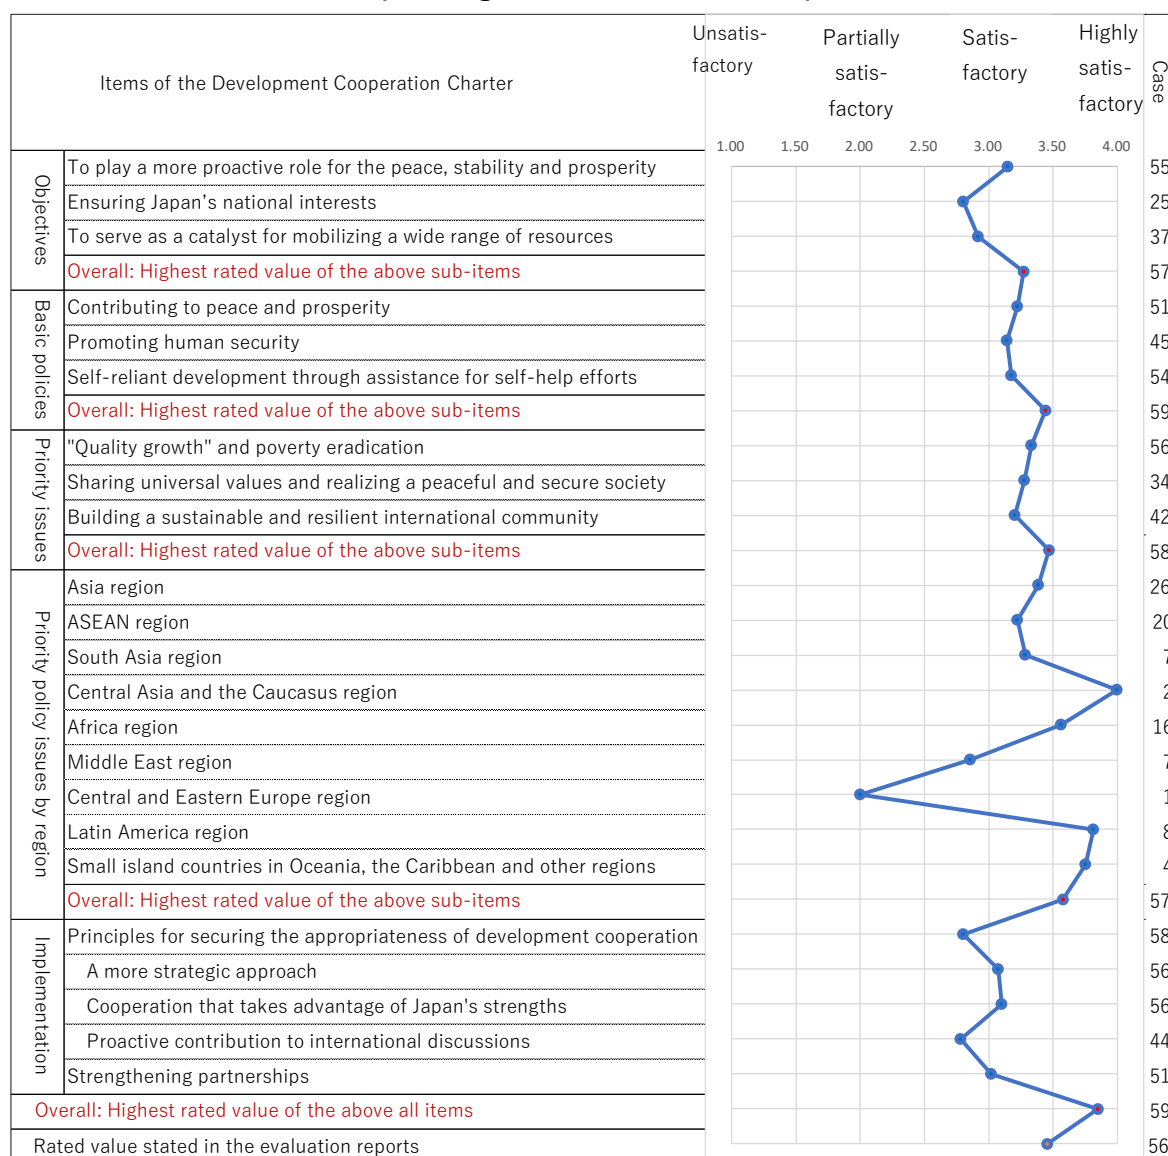 Items of the Development Cooperation Charter
Unsatis-
factory
Partially
satis-
factory
Satis-
factory
Highly
satis-
factory
Case
1.00 1.50 2.00 2.50 3.00 3.50 4.00
Objectives
To play a more proactive role for the peace, stability and prosperity 55
Ensuring Japan’s national interests 25
To serve as a catalyst for mobilizing a wide range of resources 37
Overall: Highest rated value of the above sub-items 57
Basic policies
Contributing to peace and prosperity 51
Promoting human security 45
Self-reliant development through assistance for self-help efforts 54
Overall: Highest rated value of the above sub-items 59
Priority issues
"Quality growth" and poverty eradication 56
Sharing universal values and realizing a peaceful and secure society 34
Building a sustainable and resilient international community 42
Overall: Highest rated value of the above sub-items 58
Priority policy issues by region
Asia region 26
ASEAN region 20
South Asia region 7
Central Asia and the Caucasus region 2
Africa region 16
Middle East region 7
Central and Eastern Europe region 1
Latin America region 8
Small island countries in Oceania, the Caribbean and other regions 4
Overall: Highest rated value of the above sub-items 57
Implementation
Principles for securing the appropriateness of development cooperation 58
A more strategic approach 56
Cooperation that takes advantage of Japan's strengths 56
Proactive contribution to international discussions 44
Strengthening partnerships 51
Overall: Highest rated value of the above all items 59
Rated value stated in the evaluation reports 56